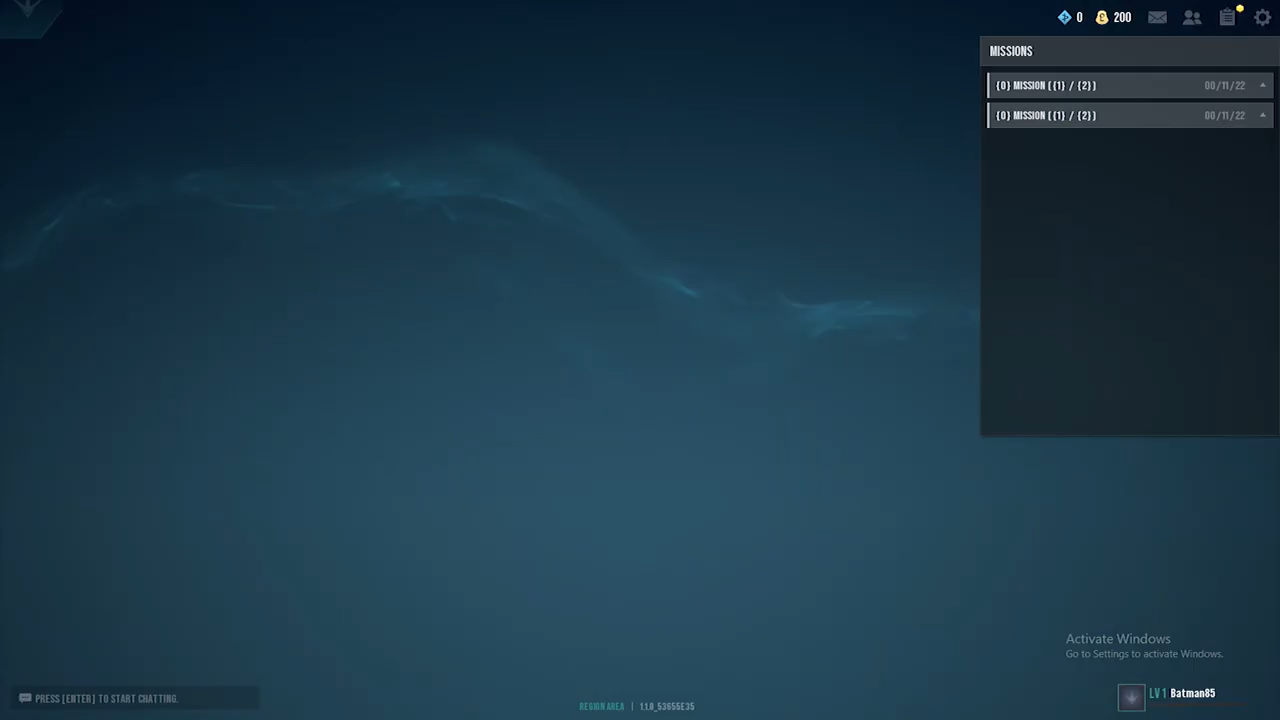 0 200
MISSIONS
{0} MISSION ({1} / {2}) 00/11/22
{0} MISSION ({1} / {2}) 00/11/22
Activate Windows
Go to Settings to activate Windows.
PRESS [ENTER] TO START CHATTING.
REGION AREA | 1.1.0_53655E35
LV 1 Batman85